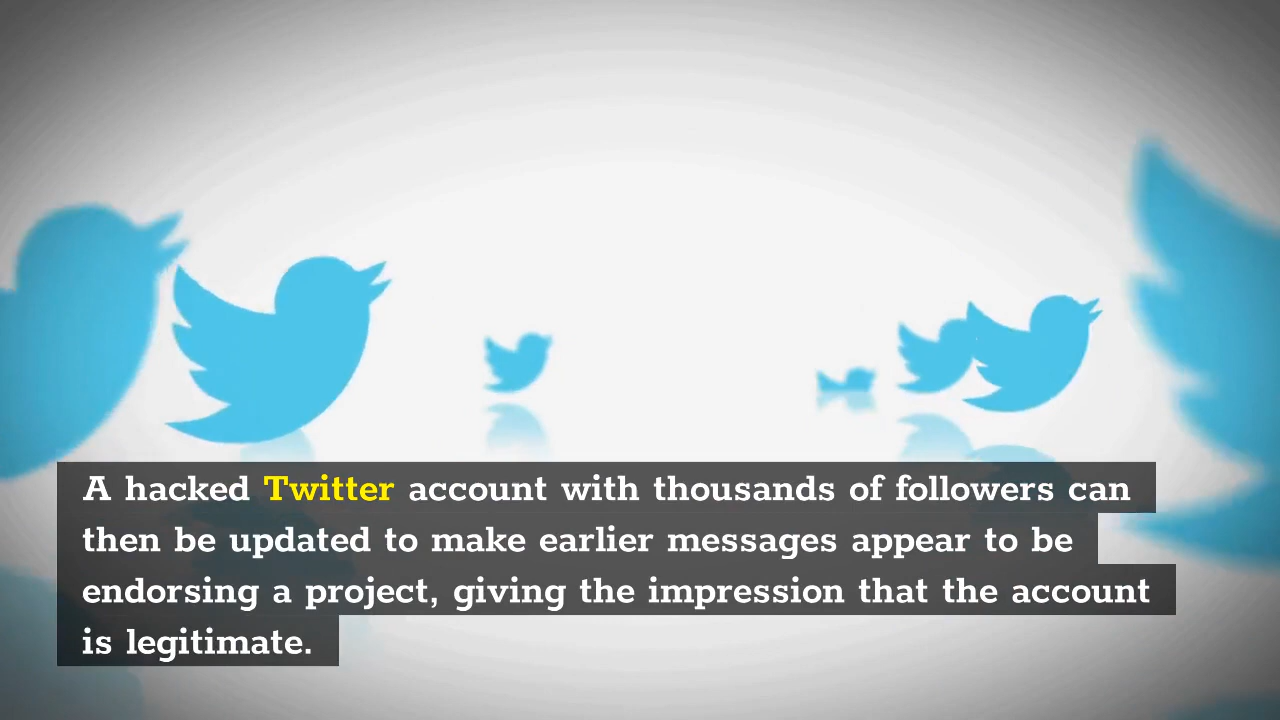 A hacked Twitter account with thousands of followers can
then be updated to make earlier messages appear to be
endorsing a project, giving the impression that the account
is legitimate.